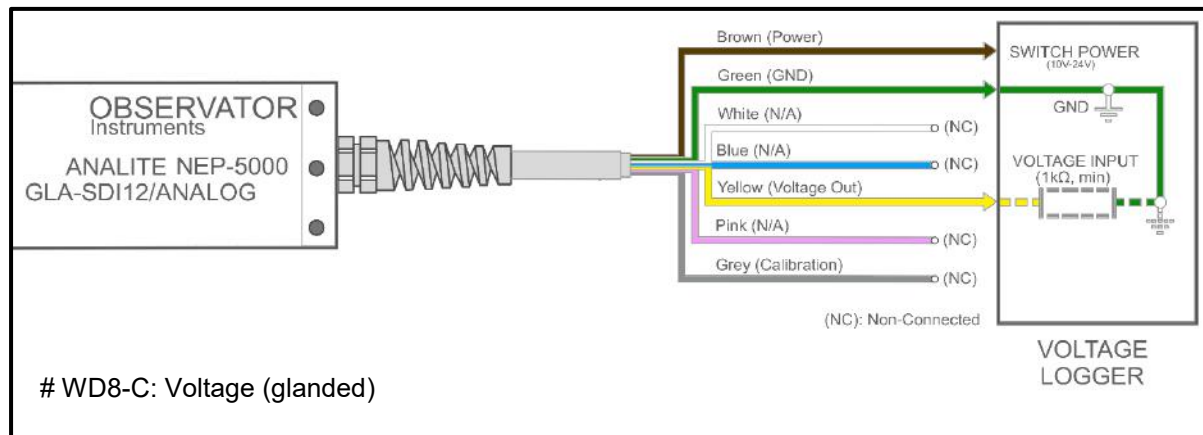 OBSERVATOR
Instruments
ANALITE NEP-5000
GLA-SDI12/ANALOG
Brown (Power)
Green (GND)
White (N/A)
(NC)
Blue (N/A)
(NC)
Yellow (Voltage Out)
Pink (N/A)
(NC)
Grey (Calibration)
(NC)
(NC): Non-Connected
SWITCH POWER
(10V-24V)
GND
VOLTAGE INPUT
(1kΩ, min)
VOLTAGE
LOGGER
# WD8-C: Voltage (glanded)